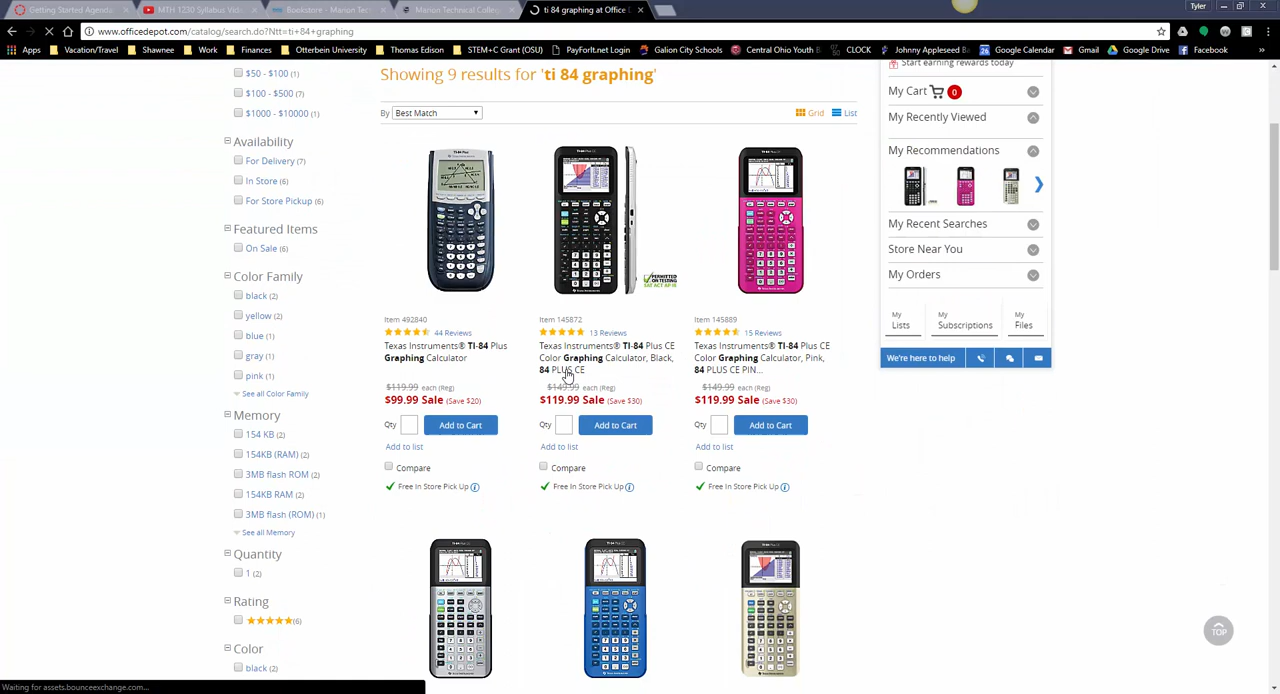 Getting Started Agenda
MTH 1230 Syllabus Vid
Bookstore - Marion Tec
Marion Technical Colle
ti 84 graphing at Office D
Tyler
www.officedepot.com/catalog/search.do?Ntt=ti+84+graphing
Apps
Vacation/Travel
Shawnee
Work
Finances
Otterbein University
Thomas Edison
STEM+C Grant (OSU)
PayForIt.net Login
Galion City Schools
Central Ohio Youth B
CLOCK
Johnny Appleseed Ba
Google Calendar
Gmail
Google Drive
Facebook
»
$50 - $100 (1)
$100 - $500 (7)
$1000 - $10000 (1)
Availability
For Delivery (7)
In Store (6)
For Store Pickup (6)
Featured Items
On Sale (6)
Color Family
black (2)
yellow (2)
blue (1)
gray (1)
pink (1)
See all Color Family
Memory
154 KB (2)
154KB (RAM) (2)
3MB flash ROM (2)
154KB RAM (2)
3MB flash (ROM) (1)
See all Memory
Quantity
1 (2)
Rating
(6)
Color
black (2)
Showing 9 results for 'ti 84 graphing'
By Best Match
Grid
List
Item 492840
44 Reviews
Texas Instruments® TI-84 Plus
Graphing Calculator
$119.99 each (Reg)
$99.99 Sale (Save $20)
Qty
Add to Cart
Add to list
Compare
Free In Store Pick Up
PERMITTED
ON TESTING
SAT ACT AP IB
Item 145872
13 Reviews
Texas Instruments® TI-84 Plus CE
Color Graphing Calculator, Black,
84 PLUS CE
$149.99 each (Reg)
$119.99 Sale (Save $30)
Qty
Add to Cart
Add to list
Compare
Free In Store Pick Up
Item 145889
15 Reviews
Texas Instruments® TI-84 Plus CE
Color Graphing Calculator, Pink,
84 PLUS CE PIN...
$149.99 each (Reg)
$119.99 Sale (Save $30)
Qty
Add to Cart
Add to list
Compare
Free In Store Pick Up
Start earning rewards today
My Cart 0
My Recently Viewed
My Recommendations
My Recent Searches
Store Near You
My Orders
My
Lists
My
Subscriptions
My
Files
We're here to help
TOP
Waiting for assets.bounceexchange.com...